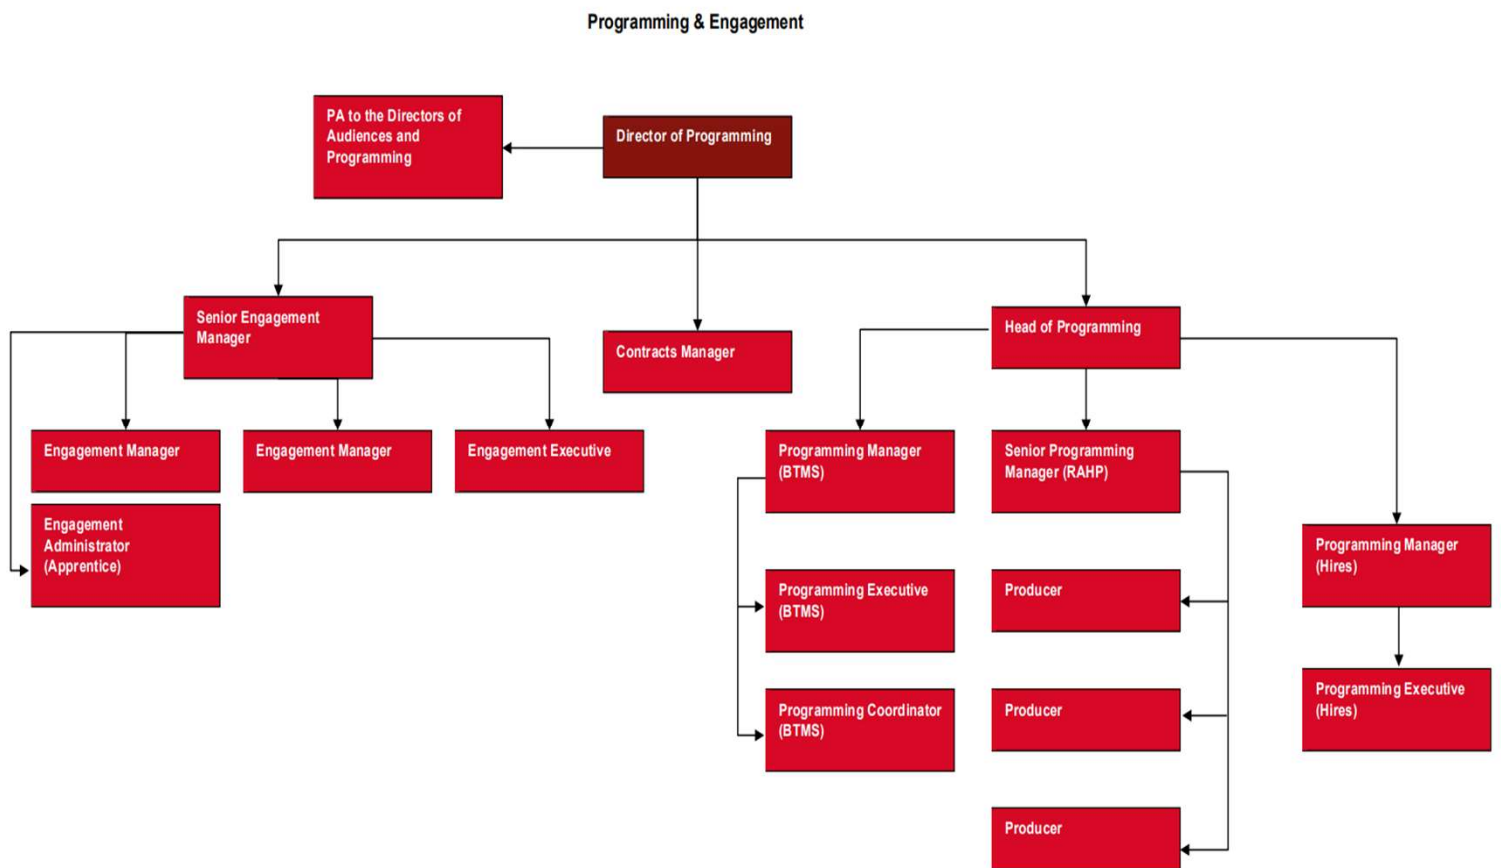 Programming & Engagement
PA to the Directors of
Audiences and
Programming
Director of Programming
Senior Engagement
Manager
Contracts Manager
Head of Programming
Engagement Manager
Engagement Manager
Engagement Executive
Engagement
Administrator
(Apprentice)
Programming Manager
(BTMS)
Senior Programming
Manager (RAHP)
Programming Manager
(Hires)
Programming Executive
(BTMS)
Producer
Programming Executive
(Hires)
Programming Coordinator
(BTMS)
Producer
Producer